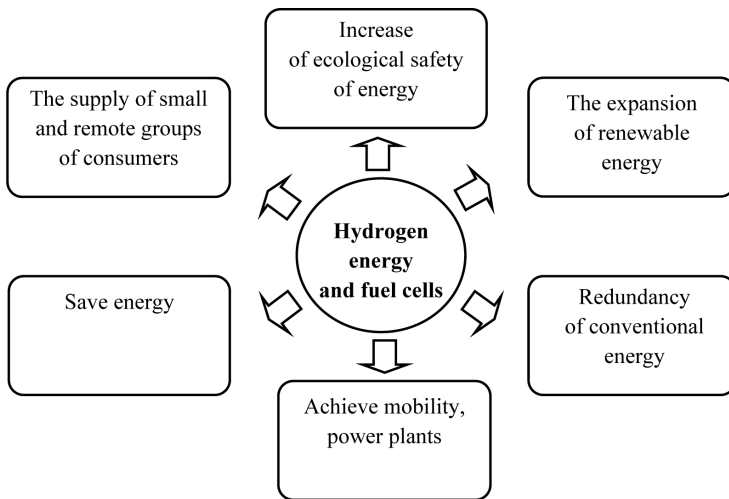 Increase
of ecological safety
of energy
The supply of small
and remote groups
of consumers
The expansion
of renewable
energy
Hydrogen
energy
and fuel cells
Save energy
Redundancy
of conventional
energy
Achieve mobility,
power plants